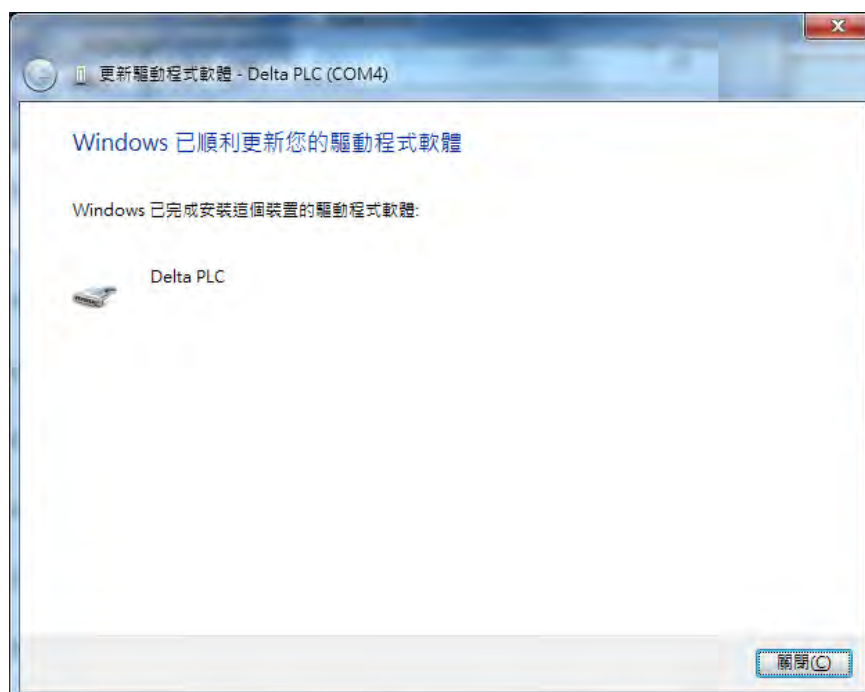 更新驅動程式軟體 - Delta PLC (COM4)
Windows 已順利更新您的驅動程式軟體
Windows 已完成安裝這個裝置的驅動程式軟體:
Delta PLC
關閉(C)